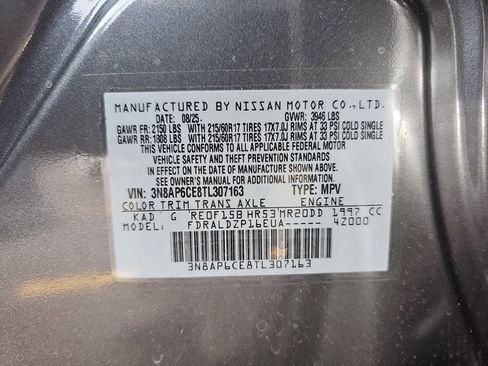 MANUFACTURED BY NISSAN MOTOR CO.,LTD.
DATE: 08/25. GVWR: 3946 LBS
GAWR FR: 2150 LBS WITH 215/60R17 TIRES 17X7.0J RIMS AT 33 PSI COLD SINGLE
GAWR RR: 1808 LBS WITH 215/60R17 TIRES 17X7.0J RIMS AT 33 PSI COLD SINGLE
THIS VEHICLE CONFORMS TO ALL APPLICABLE FEDERAL MOTOR
VEHICLE SAFETY AND THEFT PREVENTION STANDARDS
IN EFFECT ON THE DATE OF MANUFACTURE SHOWN ABOVE.
SEE OWNER'S MANUAL FOR ADDITIONAL INFORMATION.
VIN: 3N8AP6CE8TL307163 TYPE: MPV
COLOR TRIM TRANS AXLE ENGINE
KAD G RE0F15B HR53 MR20DD 1997 CC
MODEL: FDRALDZP16EUA----- 42000
3N8AP6CE8TL307163